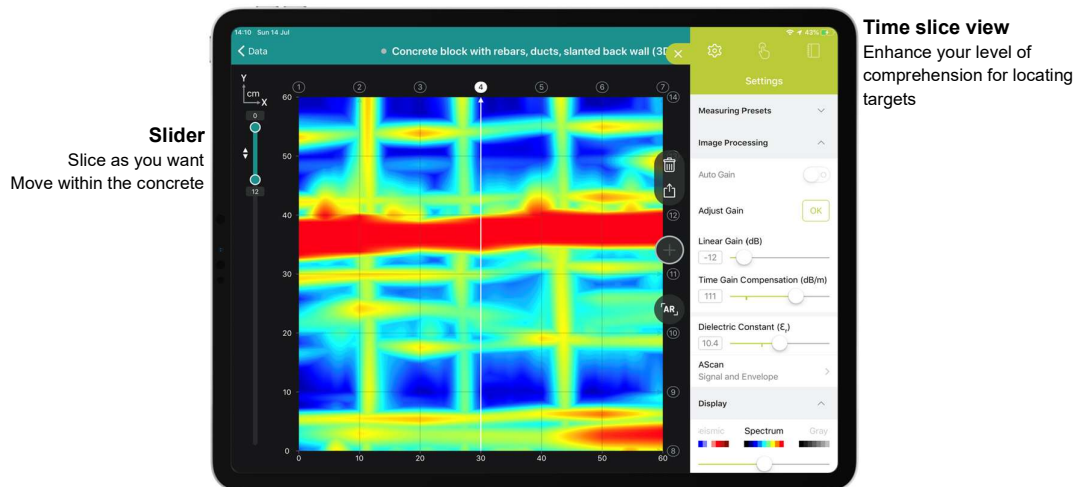 Time slice view
Enhance your level of
comprehension for locating
targets
Slider
Slice as you want
Move within the concrete
14:10 Sun 14 Jul
43%
Data
Concrete block with rebars, ducts, slanted back wall (3D
Settings
Measuring Presets
Image Processing
Auto Gain
Adjust Gain
OK
Linear Gain (dB)
-12
Time Gain Compensation (dB/m)
111
Dielectric Constant (Ɛr)
10.4
AScan
Signal and Envelope
Display
eismic Spectrum Gray
Y
cm
X
0
12
1 2 3 4 5 6 7
14
12
11
10
9
8
60
50
40
30
20
10
0
0 10 20 30 40 50 60
AR